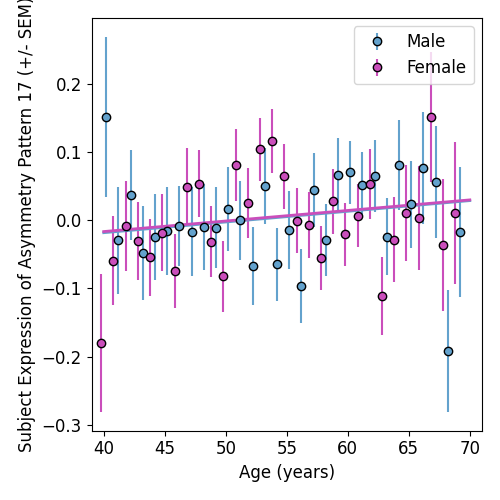 Subject Expression of Asymmetry Pattern 17 (+/- SEM)
0.2
0.1
0.0
−0.1
−0.2
−0.3
40 45 50 55 60 65 70
Age (years)
Male
Female